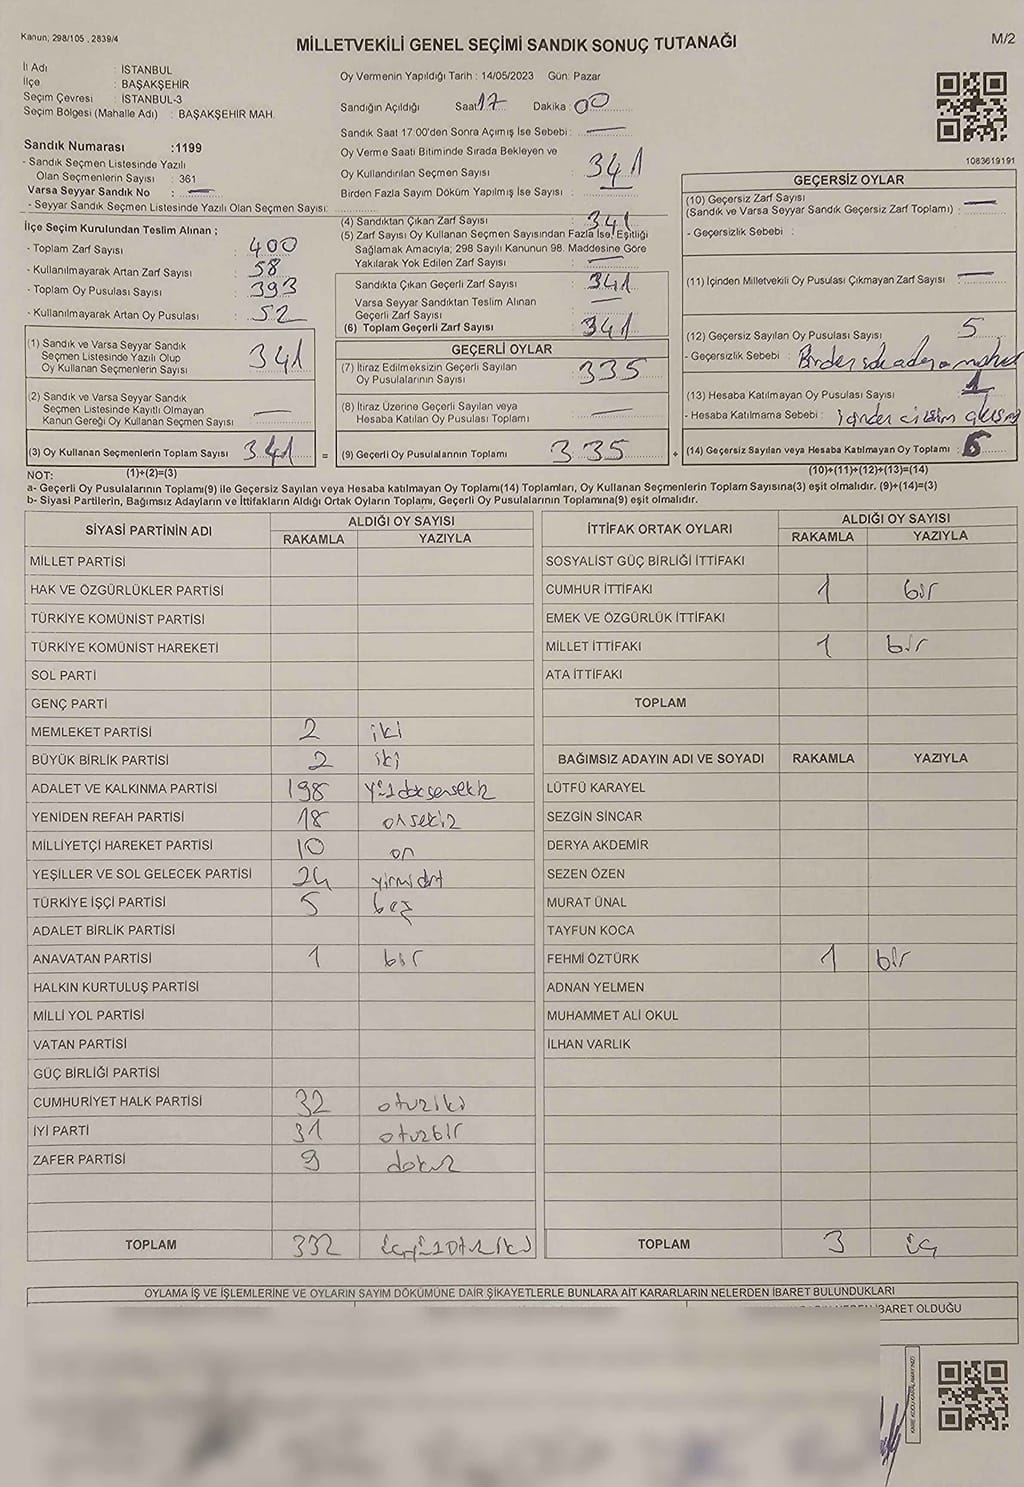 Kanun; 298/105 , 2839/4
MİLLETVEKİLİ GENEL SEÇİMİ SANDIK SONUÇ TUTANAĞI
M/2
İl Adı : İSTANBUL
İlçe : BAŞAKŞEHİR
Seçim Çevresi : İSTANBUL-3
Seçim Bölgesi (Mahalle Adı) : BAŞAKŞEHİR MAH.
Sandık Numarası :1199
- Sandık Seçmen Listesinde Yazılı
Olan Seçmenlerin Sayısı : 361
Varsa Seyyar Sandık No : —
- Seyyar Sandık Seçmen Listesinde Yazılı Olan Seçmen Sayısı:
İlçe Seçim Kurulundan Teslim Alınan ;
- Toplam Zarf Sayısı : 400
- Kullanılmayarak Artan Zarf Sayısı : 58
- Toplam Oy Pusulası Sayısı : 393
- Kullanılmayarak Artan Oy Pusulası : 52
(1) Sandık ve Varsa Seyyar Sandık
Seçmen Listesinde Yazılı Olup
Oy Kullanan Seçmenlerin Sayısı : 341
(2) Sandık ve Varsa Seyyar Sandık
Seçmen Listesinde Kayıtlı Olmayan
Kanun Gereği Oy Kullanan Seçmen Sayısı : —
(3) Oy Kullanan Seçmenlerin Toplam Sayısı : 341 =
Oy Vermenin Yapıldığı Tarih : 14/05/2023 Gün: Pazar
Sandığın Açıldığı Saat 17 Dakika : 00
Sandık Saat 17:00'den Sonra Açımış İse Sebebi : —
Oy Verme Saati Bitiminde Sırada Bekleyen ve
Oy Kullandırılan Seçmen Sayısı : 341
Birden Fazla Sayım Döküm Yapılmış İse Sayısı : —
(4) Sandıktan Çıkan Zarf Sayısı : 341
(5) Zarf Sayısı Oy Kullanan Seçmen Sayısından Fazla İse, Eşitliği
Sağlamak Amacıyla, 298 Sayılı Kanunun 98. Maddesine Göre
Yakılarak Yok Edilen Zarf Sayısı : —
Sandıkta Çıkan Geçerli Zarf Sayısı : 341
Varsa Seyyar Sandıktan Teslim Alınan
Geçerli Zarf Sayısı : —
(6) Toplam Geçerli Zarf Sayısı : 341
GEÇERLİ OYLAR
(7) İtiraz Edilmeksizin Geçerli Sayılan
Oy Pusulalarının Sayısı : 335
(8) İtiraz Üzerine Geçerli Sayılan veya
Hesaba Katılan Oy Pusulaları Toplamı : —
(9) Geçerli Oy Pusulalarının Toplamı : 335 +
1083619191
GEÇERSİZ OYLAR
(10) Geçersiz Zarf Sayısı
(Sandık ve Varsa Seyyar Sandık Geçersiz Zarf Toplamı) : —
- Geçersizlik Sebebi :
(11) İçinden Milletvekili Oy Pusulası Çıkmayan Zarf Sayısı : —
(12) Geçersiz Sayılan Oy Pusulası Sayısı : 5
- Geçersizlik Sebebi :
(13) Hesaba Katılmayan Oy Pusulası Sayısı : 1
- Hesaba Katılmama Sebebi :
(14) Geçersiz Sayılan veya Hesaba Katılmayan Oy Toplamı : 6
NOT: (1)+(2)=(3) (10)+(11)+(12)+(13)=(14)
a- Geçerli Oy Pusulalarının Toplamı(9) ile Geçersiz Sayılan veya Hesaba katılmayan Oy Toplamı(14) Toplamları, Oy Kullanan Seçmenlerin Toplam Sayısına(3) eşit olmalıdır. (9)+(14)=(3)
b- Siyasi Partilerin, Bağımsız Adayların ve İttifakların Aldığı Ortak Oyların Toplamı, Geçerli Oy Pusulalarının Toplamına(9) eşit olmalıdır.
SİYASİ PARTİNİN ADI ALDIĞI OY SAYISI
RAKAMLA YAZIYLA
MİLLET PARTİSİ
HAK VE ÖZGÜRLÜKLER PARTİSİ
TÜRKİYE KOMÜNİST PARTİSİ
TÜRKİYE KOMÜNİST HAREKETİ
SOL PARTİ
GENÇ PARTİ
MEMLEKET PARTİSİ 2 iki
BÜYÜK BİRLİK PARTİSİ 2 iki
ADALET VE KALKINMA PARTİSİ 198 yüzdoksansekiz
YENİDEN REFAH PARTİSİ 18 onsekiz
MİLLİYETÇİ HAREKET PARTİSİ 10 on
YEŞİLLER VE SOL GELECEK PARTİSİ 24 yirmidört
TÜRKİYE İŞÇİ PARTİSİ 5 beş
ADALET BİRLİK PARTİSİ
ANAVATAN PARTİSİ 1 bir
HALKIN KURTULUŞ PARTİSİ
MİLLİ YOL PARTİSİ
VATAN PARTİSİ
GÜÇ BİRLİĞİ PARTİSİ
CUMHURİYET HALK PARTİSİ 32 otuziki
İYİ PARTİ 31 otuzbir
ZAFER PARTİSİ 9 dokuz
TOPLAM 332 üçyüzotuziki
İTTİFAK ORTAK OYLARI ALDIĞI OY SAYISI
RAKAMLA YAZIYLA
SOSYALİST GÜÇ BİRLİĞİ İTTİFAKI
CUMHUR İTTİFAKI 1 bir
EMEK VE ÖZGÜRLÜK İTTİFAKI
MİLLET İTTİFAKI 1 bir
ATA İTTİFAKI
TOPLAM
BAĞIMSIZ ADAYIN ADI VE SOYADI RAKAMLA YAZIYLA
LÜTFÜ KARAYEL
SEZGİN SİNCAR
DERYA AKDEMİR
SEZEN ÖZEN
MURAT ÜNAL
TAYFUN KOCA
FEHMİ ÖZTÜRK 1 bir
ADNAN YELMEN
MUHAMMET ALİ OKUL
İLHAN VARLIK
TOPLAM 3 üç
OYLAMA İŞ VE İŞLEMLERİNE VE OYLARIN SAYIM DÖKÜMÜNE DAİR ŞİKAYETLERLE BUNLARA AİT KARARLARIN NELERDEN İBARET BULUNDUKLARI
İBARET OLDUĞU